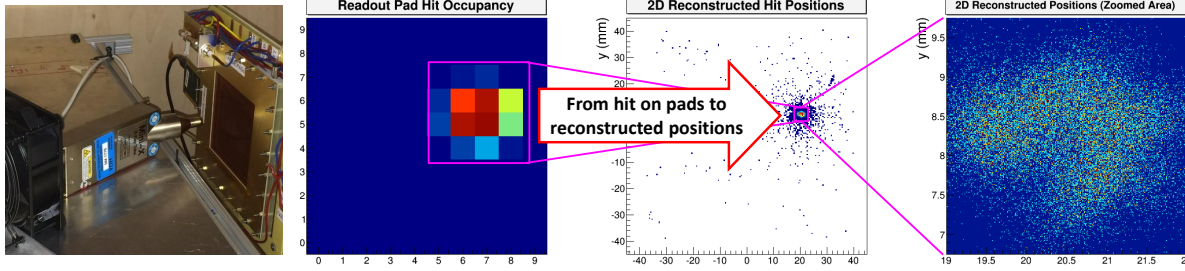 Readout Pad Hit Occupancy
2D Reconstructed Hit Positions
2D Reconstructed Positions (Zoomed Area)
9
8
7
6
5
4
3
2
1
0
0 1 2 3 4 5 6 7 8 9
From hit on pads to
reconstructed positions
y (mm)
40
30
20
-10
-20
-30
-40
-40 -30 -20 -10 0 10 20 30 40
y (mm)
9.5
9
8.5
8
7.5
7
19 19.5 20 20.5 21 21.5
Mini-X